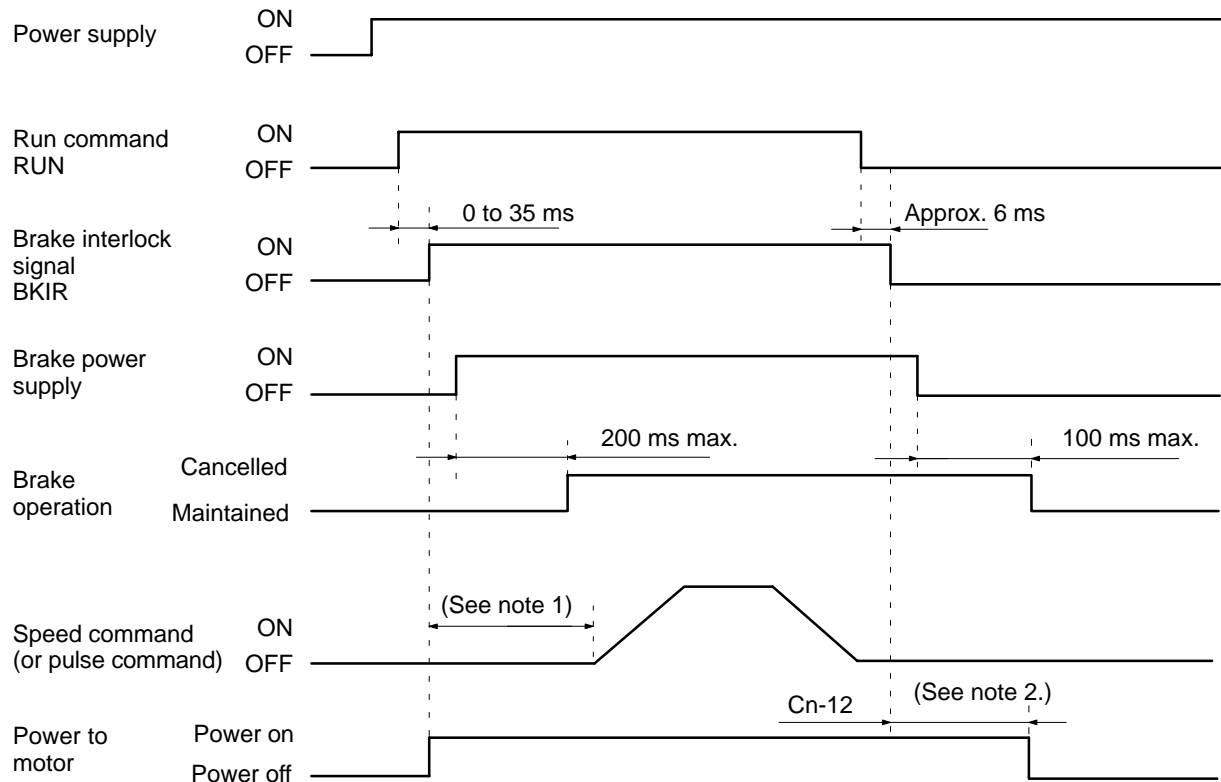 Power supply
ON
OFF
Run command
RUN
ON
OFF
0 to 35 ms
Approx. 6 ms
Brake interlock
signal
BKIR
ON
OFF
Brake power
supply
ON
OFF
200 ms max.
100 ms max.
Brake
operation
Cancelled
Maintained
(See note 1)
Speed command
(or pulse command)
ON
OFF
Cn-12
(See note 2.)
Power to
motor
Power on
Power off